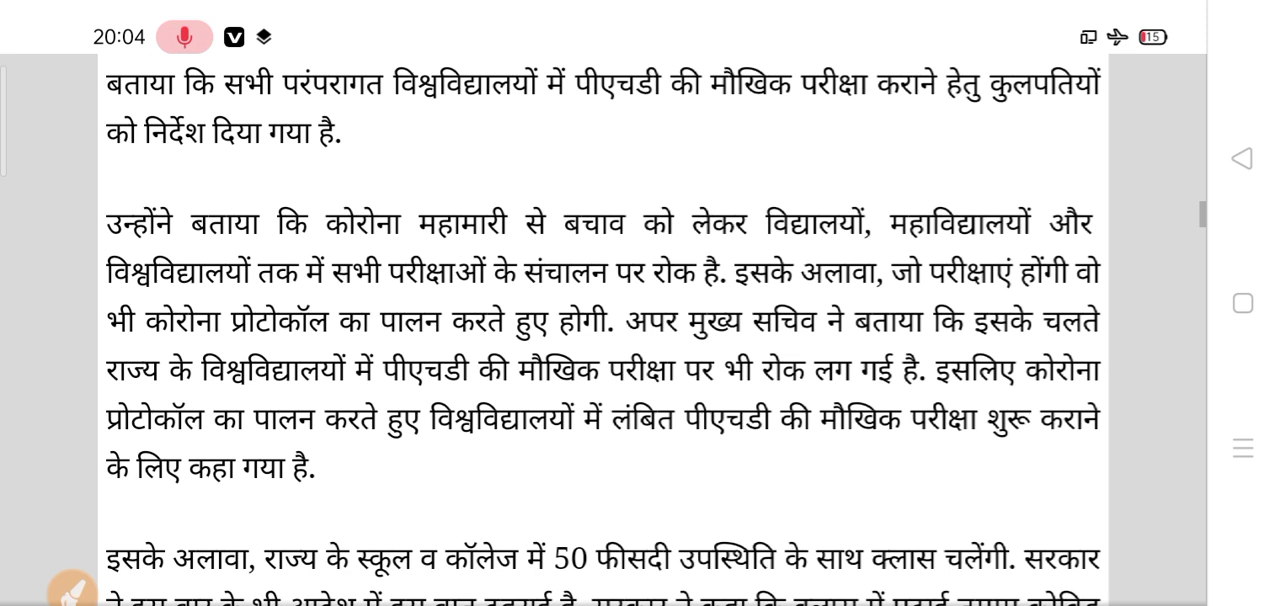 20:04
15
बताया कि सभी परंपरागत विश्वविद्यालयों में पीएचडी की मौखिक परीक्षा कराने हेतु कुलपतियों
को निर्देश दिया गया है.
उन्होंने बताया कि कोरोना महामारी से बचाव को लेकर विद्यालयों, महाविद्यालयों और
विश्वविद्यालयों तक में सभी परीक्षाओं के संचालन पर रोक है. इसके अलावा, जो परीक्षाएं होंगी वो
भी कोरोना प्रोटोकॉल का पालन करते हुए होगी. अपर मुख्य सचिव ने बताया कि इसके चलते
राज्य के विश्वविद्यालयों में पीएचडी की मौखिक परीक्षा पर भी रोक लग गई है. इसलिए कोरोना
प्रोटोकॉल का पालन करते हुए विश्वविद्यालयों में लंबित पीएचडी की मौखिक परीक्षा शुरू कराने
के लिए कहा गया है.
इसके अलावा, राज्य के स्कूल व कॉलेज में 50 फीसदी उपस्थिति के साथ क्लास चलेंगी. सरकार